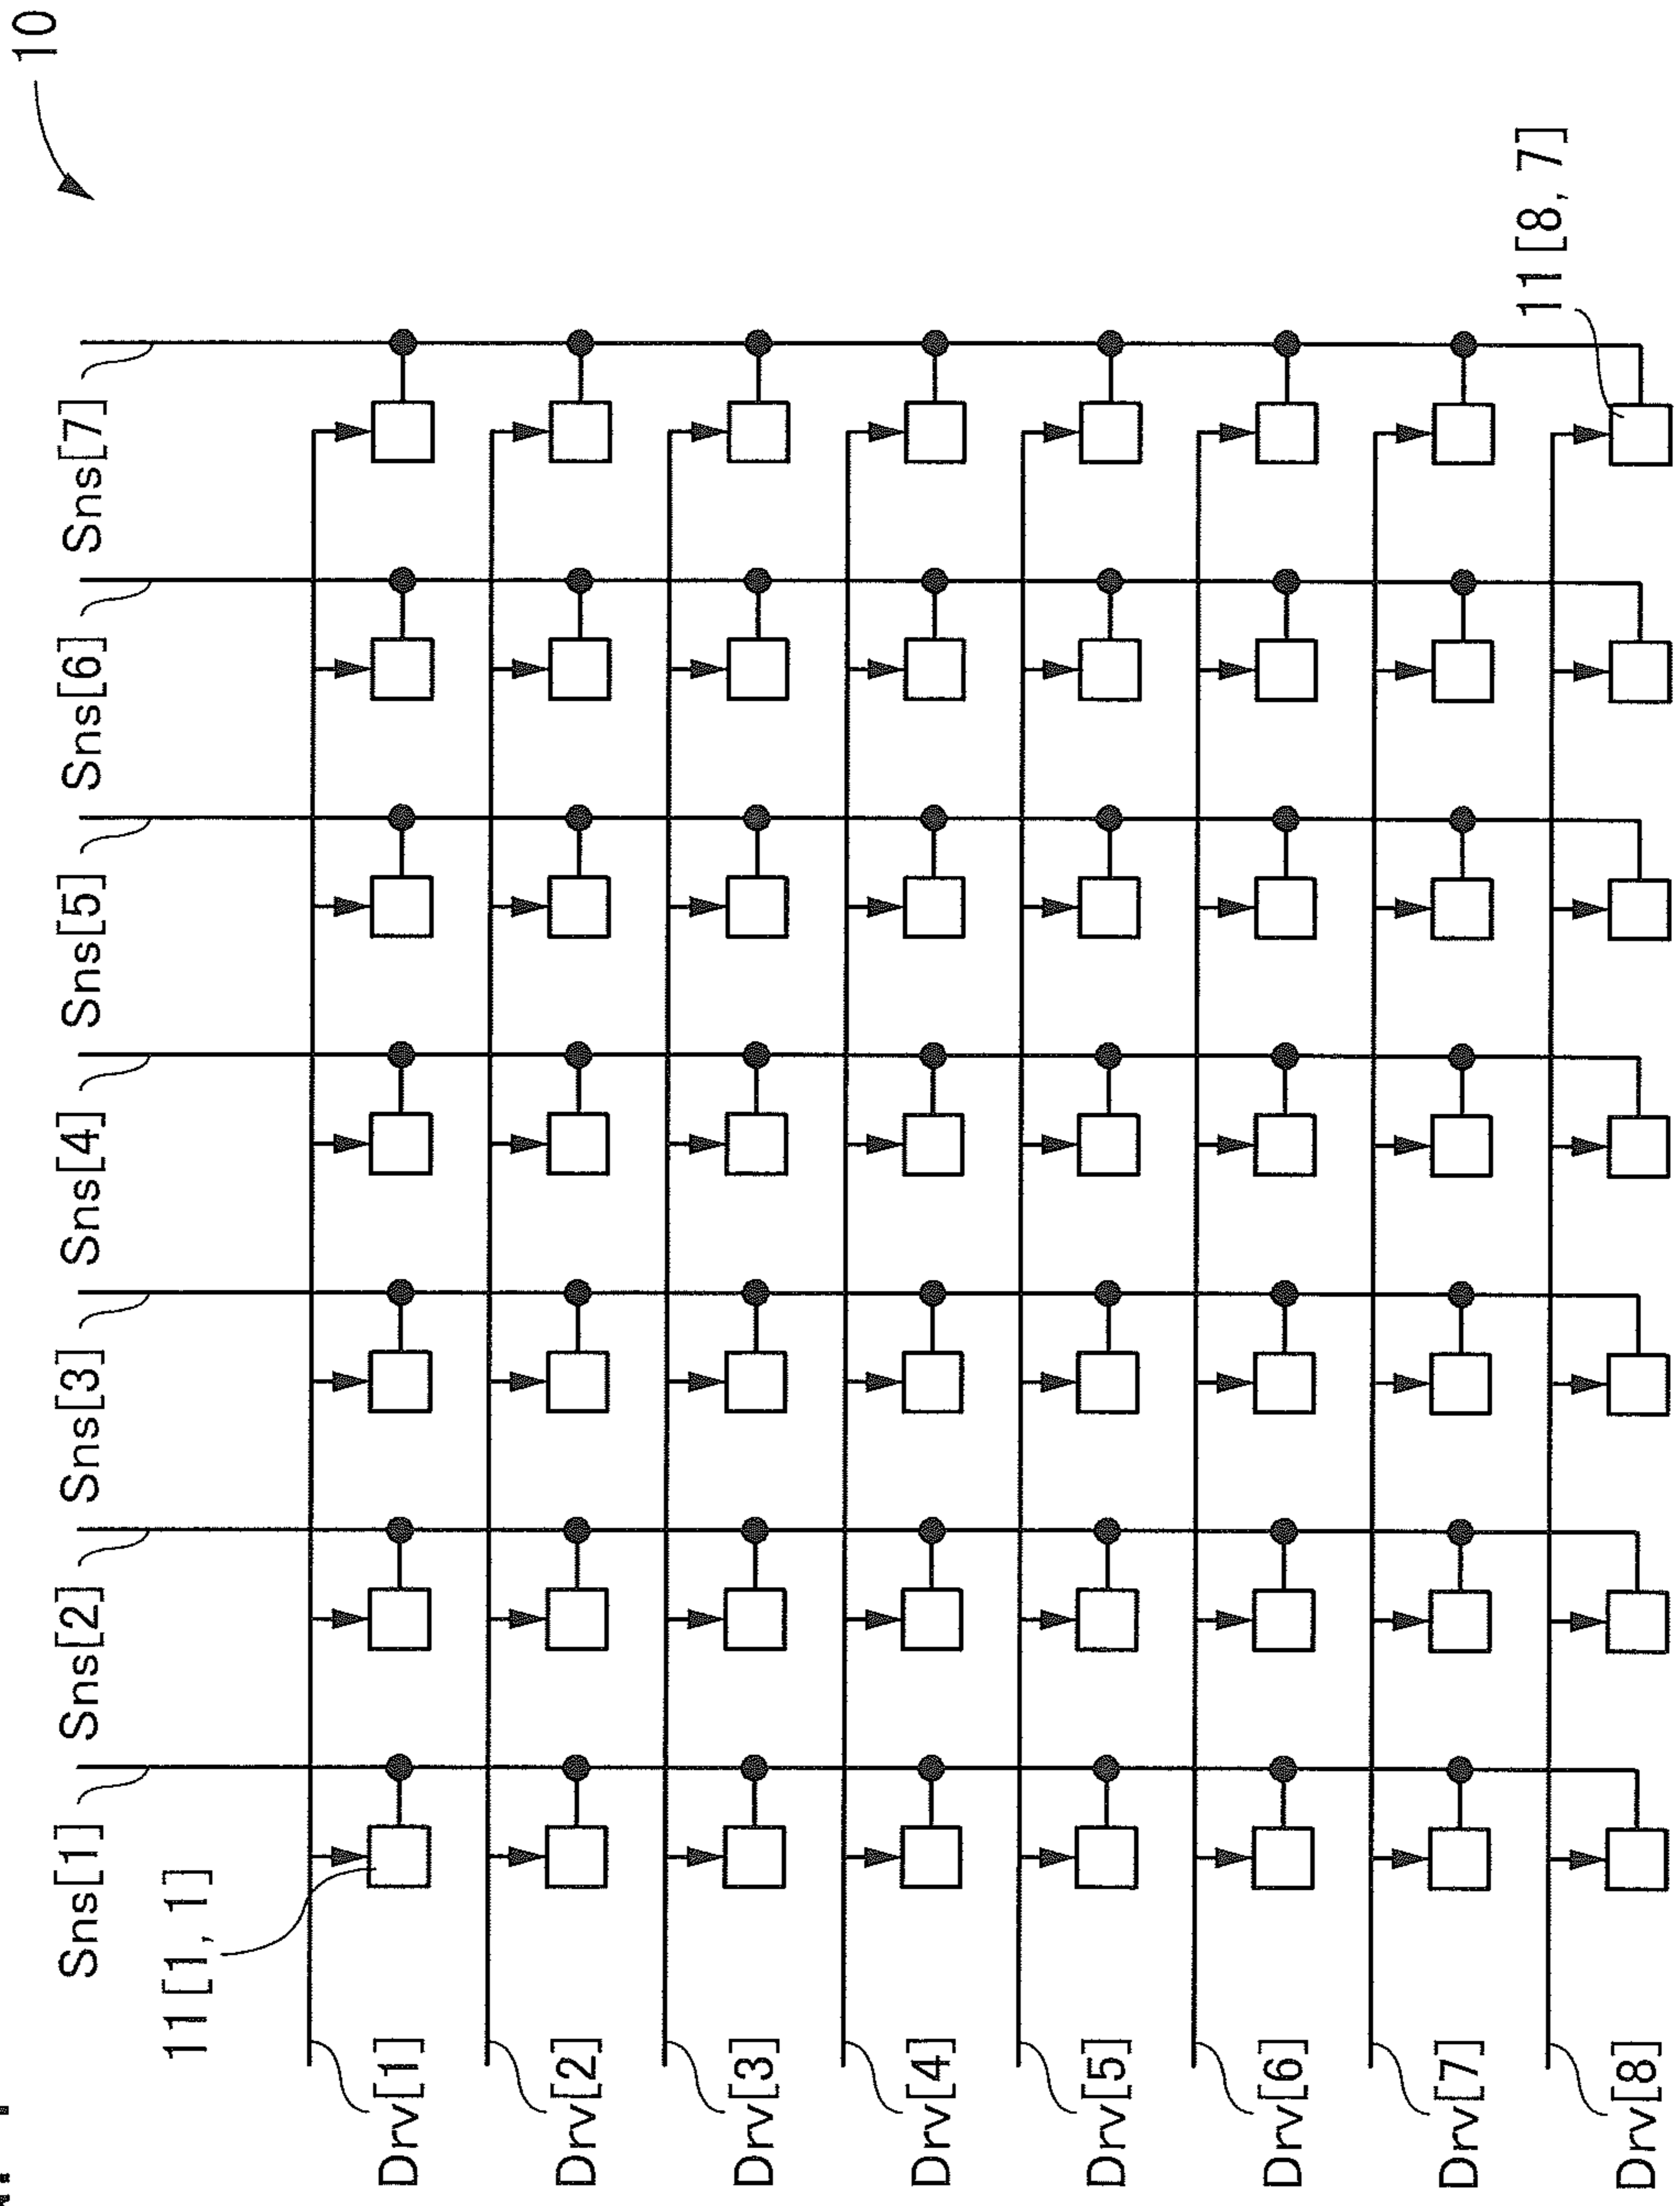 10
Sns[1]
Sns[2]
Sns[3]
Sns[4]
Sns[5]
Sns[6]
Sns[7]
11[1, 1]
11[8, 7]
Drv[1]
Drv[2]
Drv[3]
Drv[4]
Drv[5]
Drv[6]
Drv[7]
Drv[8]